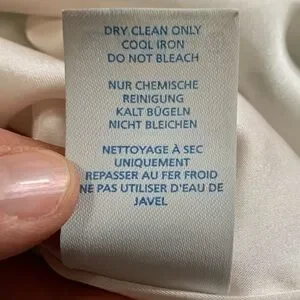 DRY CLEAN ONLY
COOL IRON
DO NOT BLEACH
NUR CHEMISCHE
REINIGUNG
KALT BÜGELN
NICHT BLEICHEN
NETTOYAGE À SEC
UNIQUEMENT
REPASSER AU FER FROID
NE PAS UTILISER D'EAU DE
JAVEL